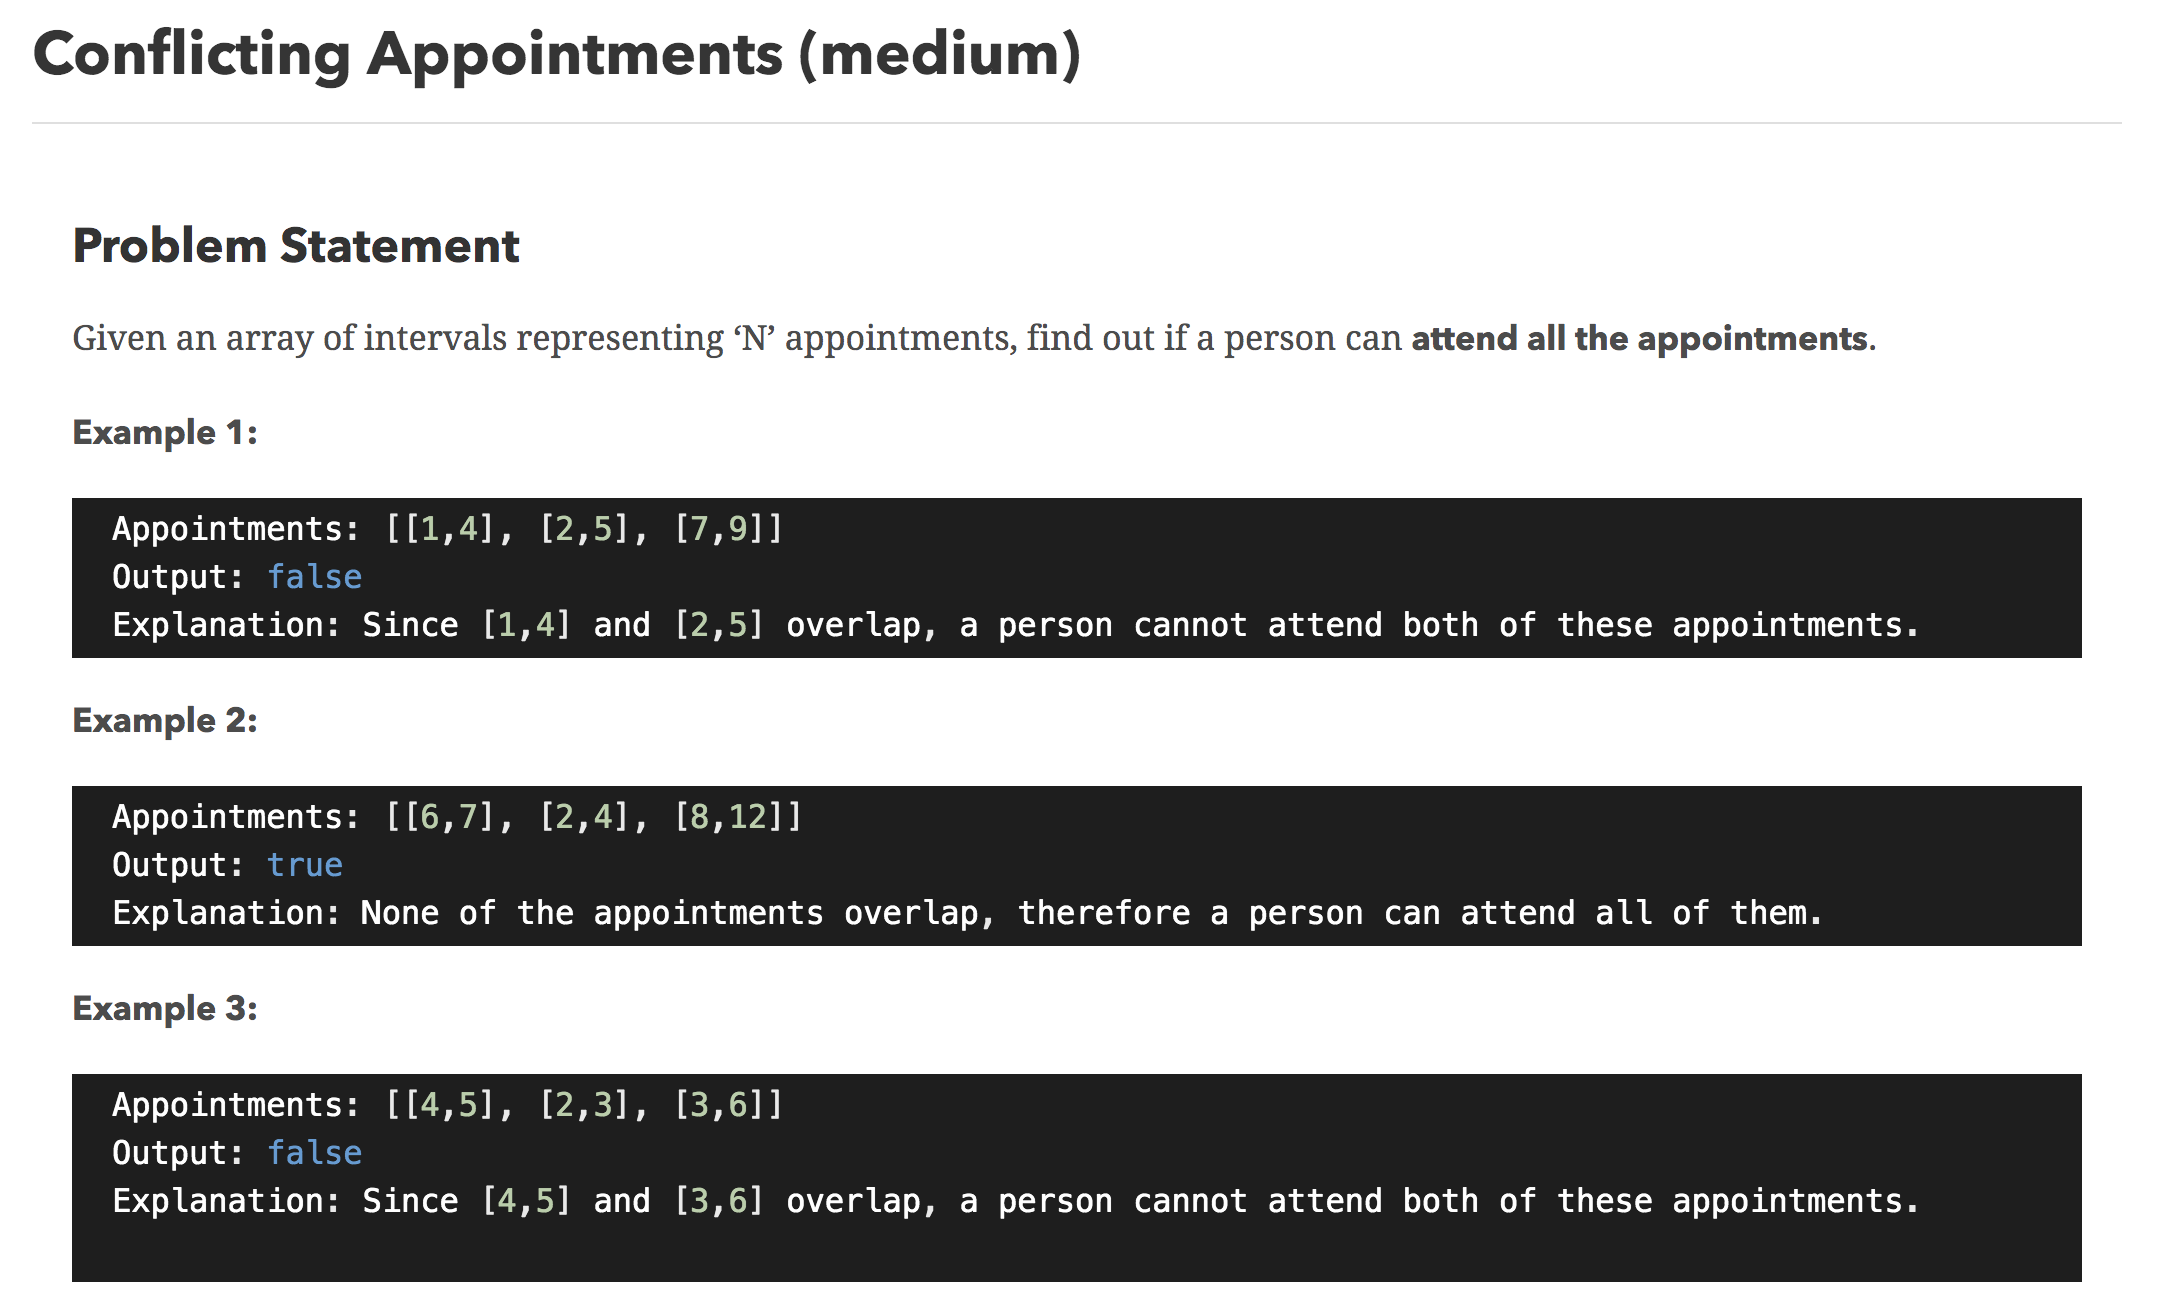 Conflicting Appointments (medium)
Problem Statement
Given an array of intervals representing ‘N’ appointments, find out if a person can attend all the appointments.
Example 1:
Appointments: [[1,4], [2,5], [7,9]]
Output: false
Explanation: Since [1,4] and [2,5] overlap, a person cannot attend both of these appointments.
Example 2:
Appointments: [[6,7], [2,4], [8,12]]
Output: true
Explanation: None of the appointments overlap, therefore a person can attend all of them.
Example 3:
Appointments: [[4,5], [2,3], [3,6]]
Output: false
Explanation: Since [4,5] and [3,6] overlap, a person cannot attend both of these appointments.